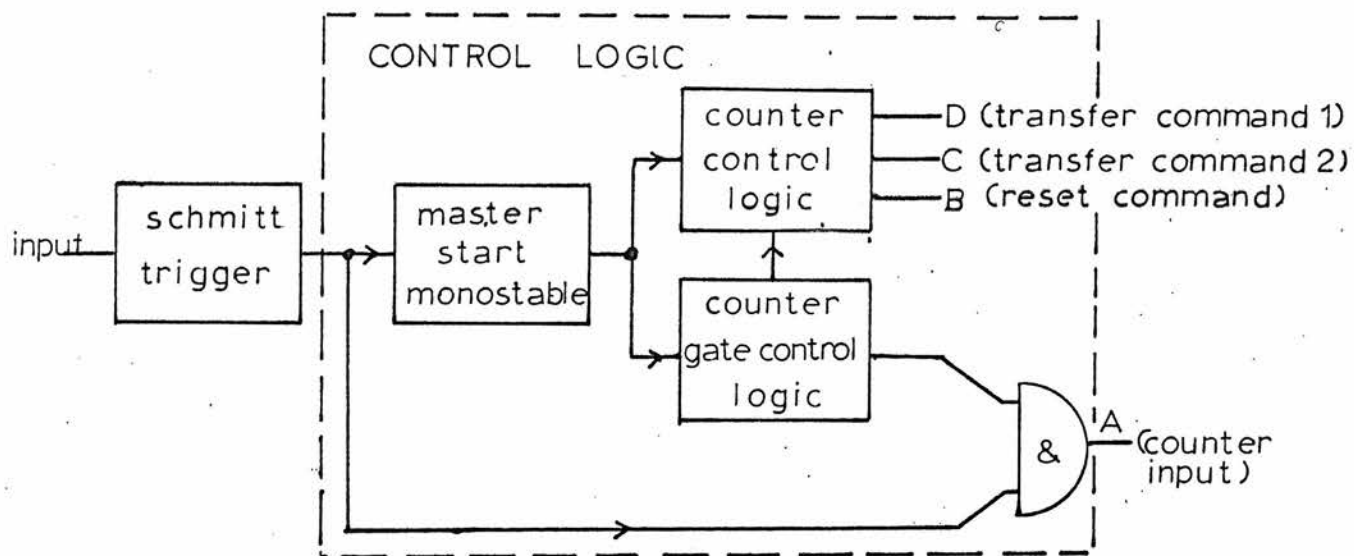 CONTROL LOGIC
counter
control
logic
D (transfer command 1)
C (transfer command 2)
B (reset command)
input
schmitt
trigger
master
start
monostable
counter
gate control
logic
&
A
(counter
input)